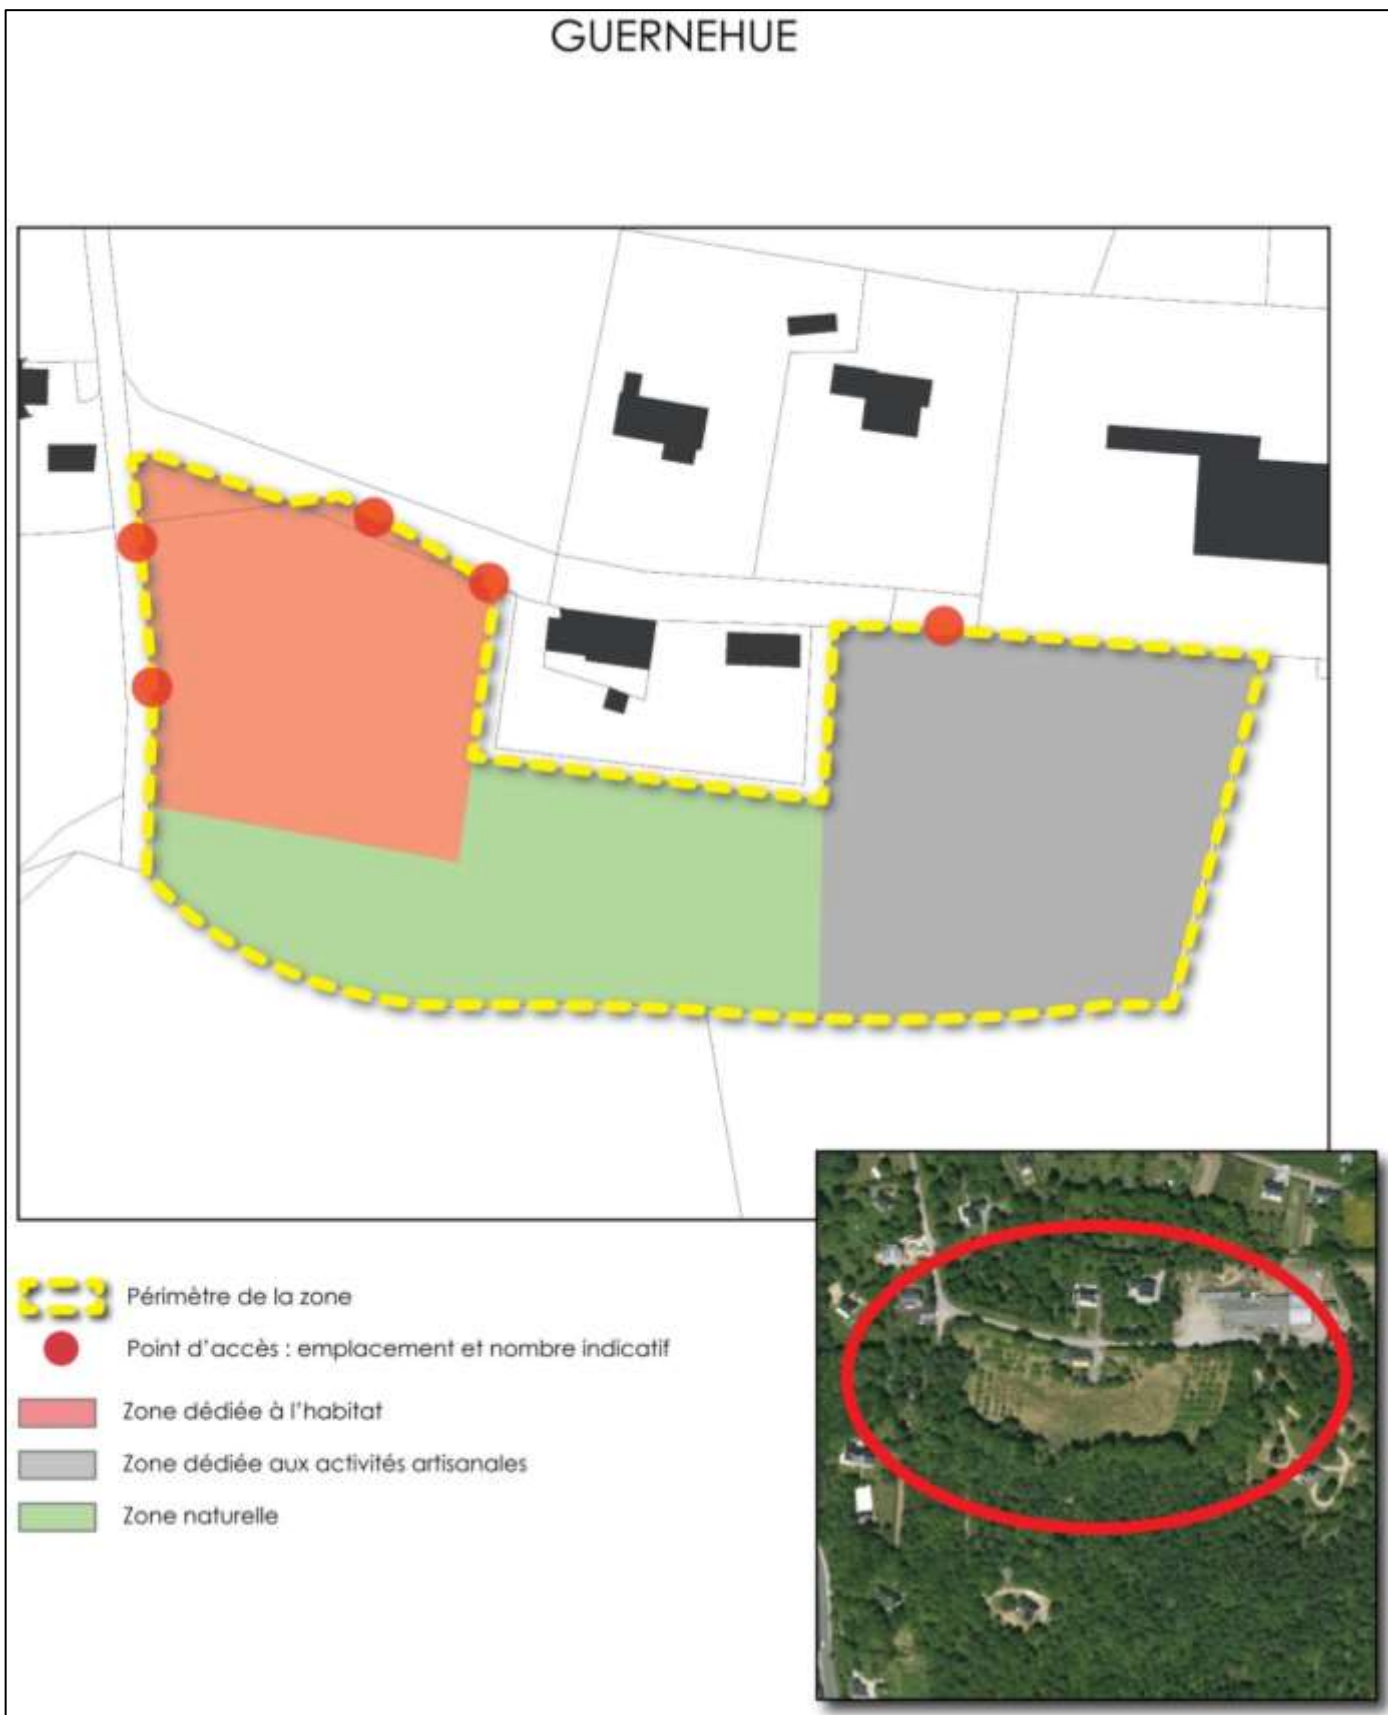 GUERNEHUE
Périmètre de la zone
Point d'accès : emplacement et nombre indicatif
Zone dédiée à l'habitat
Zone dédiée aux activités artisanales
Zone naturelle